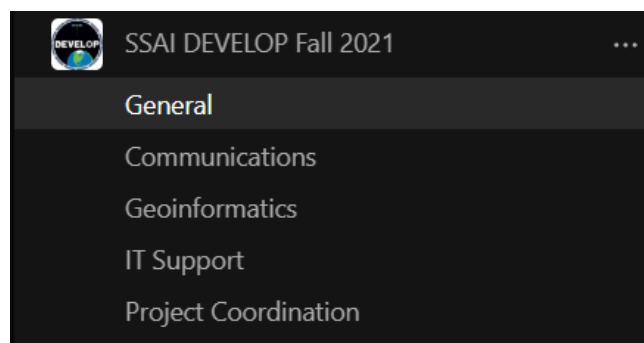 DEVELOP
SSAI DEVELOP Fall 2021
General
Communications
Geoinformatics
IT Support
Project Coordination